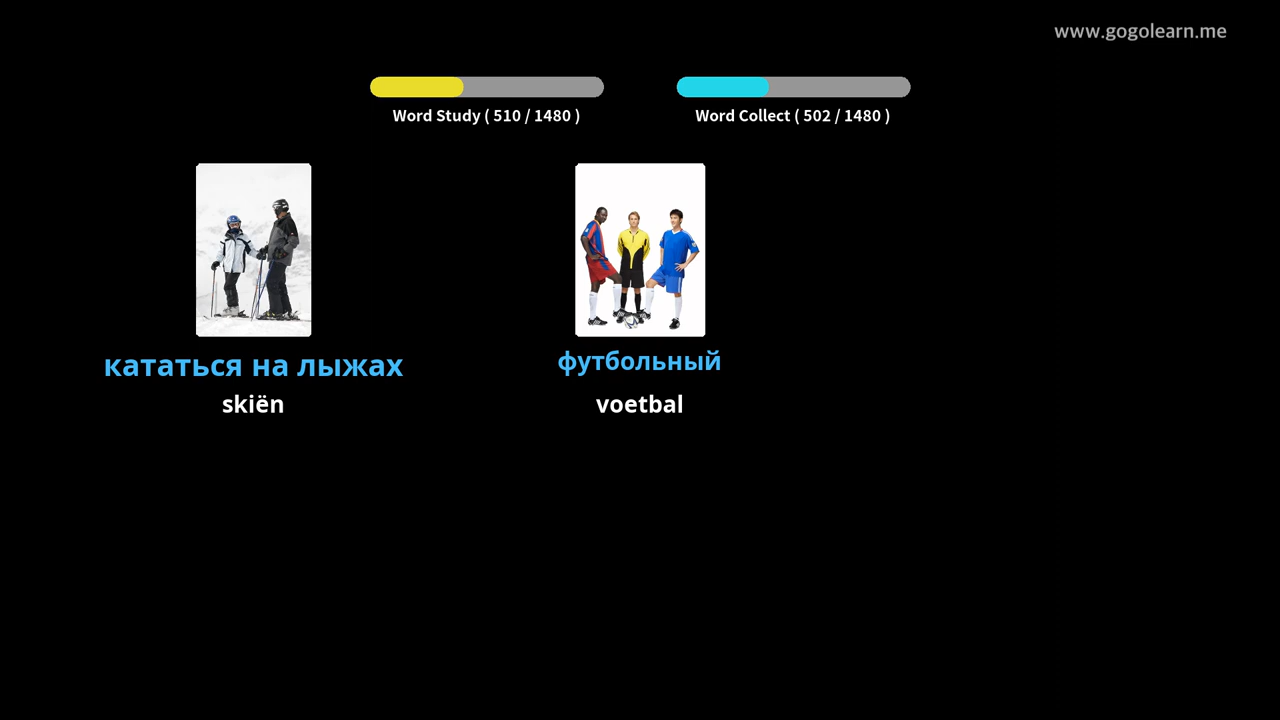 www.gogolearn.me
Word Study ( 510 / 1480 )
Word Collect ( 502 / 1480 )
кататься на лыжах
футбольный
skiën
voetbal